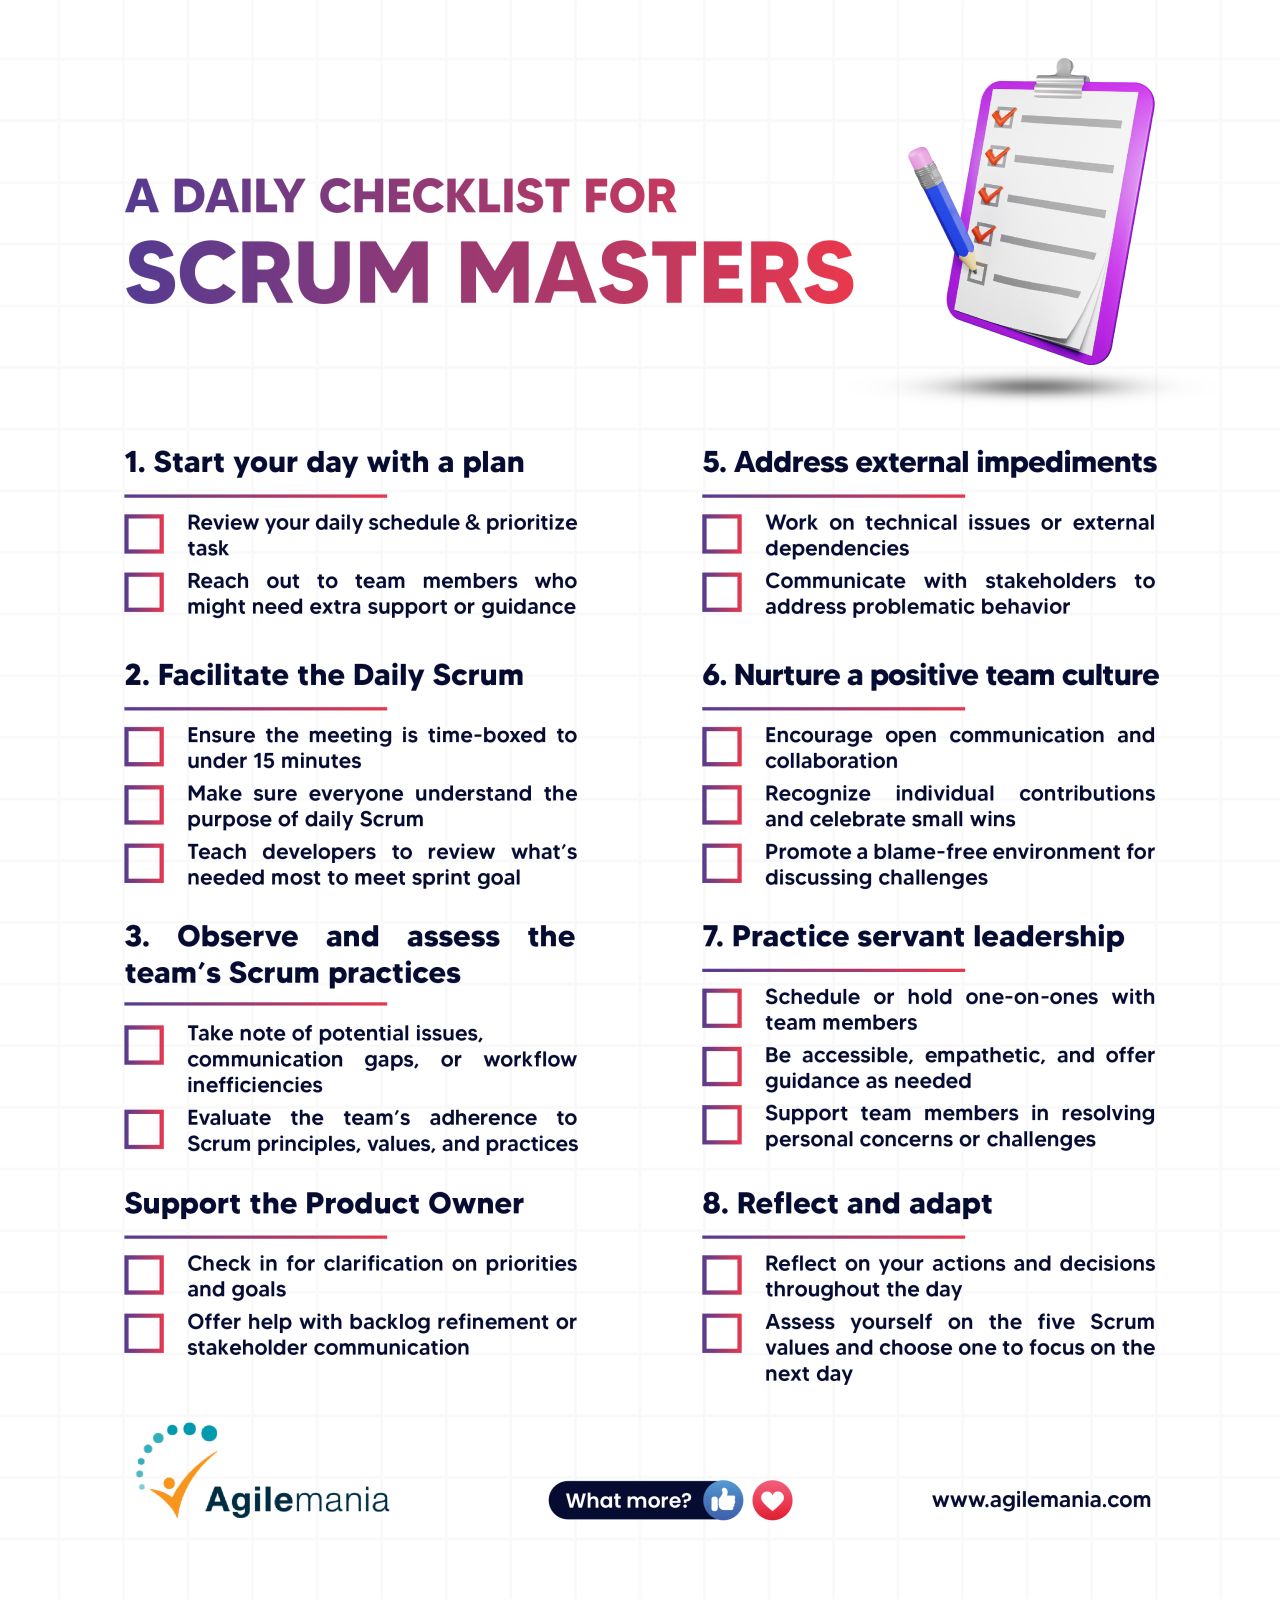 A DAILY CHECKLIST FOR
SCRUM MASTERS
1. Start your day with a plan
Review your daily schedule & prioritize
task
Reach out to team members who
might need extra support or guidance
2. Facilitate the Daily Scrum
Ensure the meeting is time-boxed to
under 15 minutes
Make sure everyone understand the
purpose of daily Scrum
Teach developers to review what's
needed most to meet sprint goal
3. Observe and assess the
team's Scrum practices
Take note of potential issues,
communication gaps, or workflow
inefficiencies
Evaluate the team's adherence to
Scrum principles, values, and practices
Support the Product Owner
Check in for clarification on priorities
and goals
Offer help with backlog refinement or
stakeholder communication
5. Address external impediments
Work on technical issues or external
dependencies
Communicate with stakeholders to
address problematic behavior
6. Nurture a positive team culture
Encourage open communication and
collaboration
Recognize individual contributions
and celebrate small wins
Promote a blame-free environment for
discussing challenges
7. Practice servant leadership
Schedule or hold one-on-ones with
team members
Be accessible, empathetic, and offer
guidance as needed
Support team members in resolving
personal concerns or challenges
8. Reflect and adapt
Reflect on your actions and decisions
throughout the day
Assess yourself on the five Scrum
values and choose one to focus on the
next day
Agilemania
What more?
www.agilemania.com